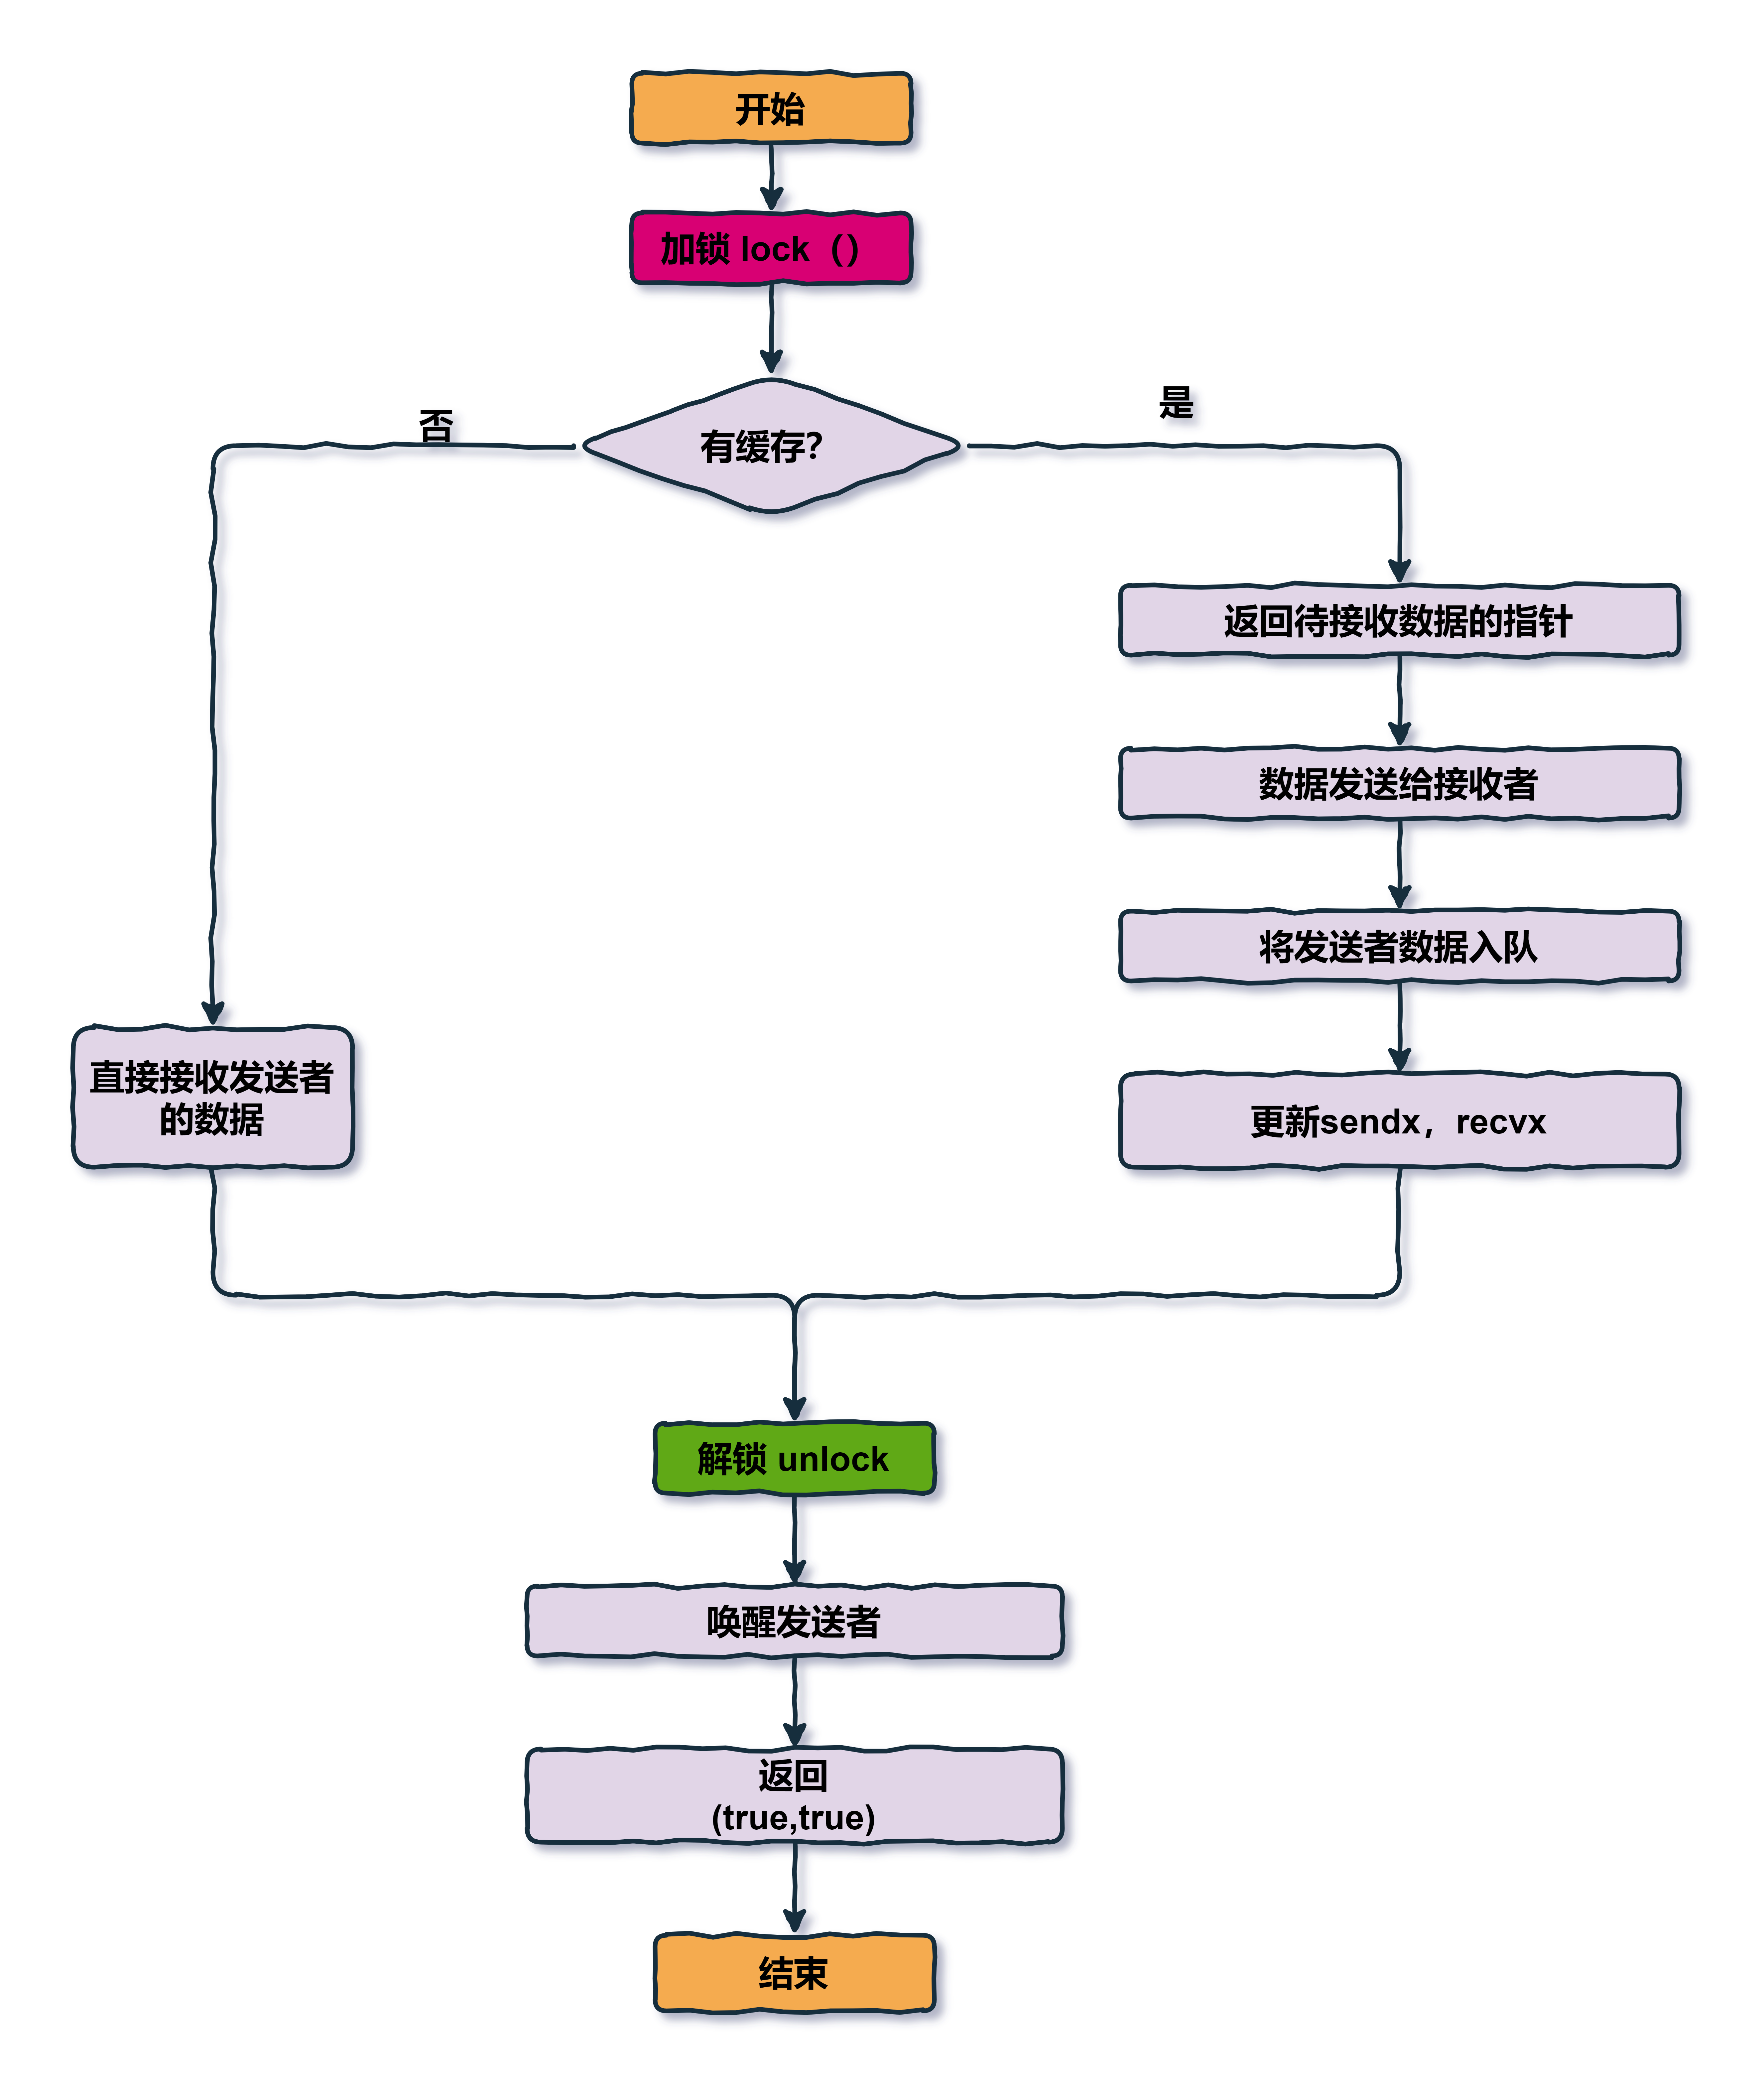 开始
加锁 lock（）
有缓存？
否
是
返回待接收数据的指针
数据发送给接收者
将发送者数据入队
更新sendx，recvx
直接接收发送者
的数据
解锁 unlock
唤醒发送者
返回
(true,true)
结束